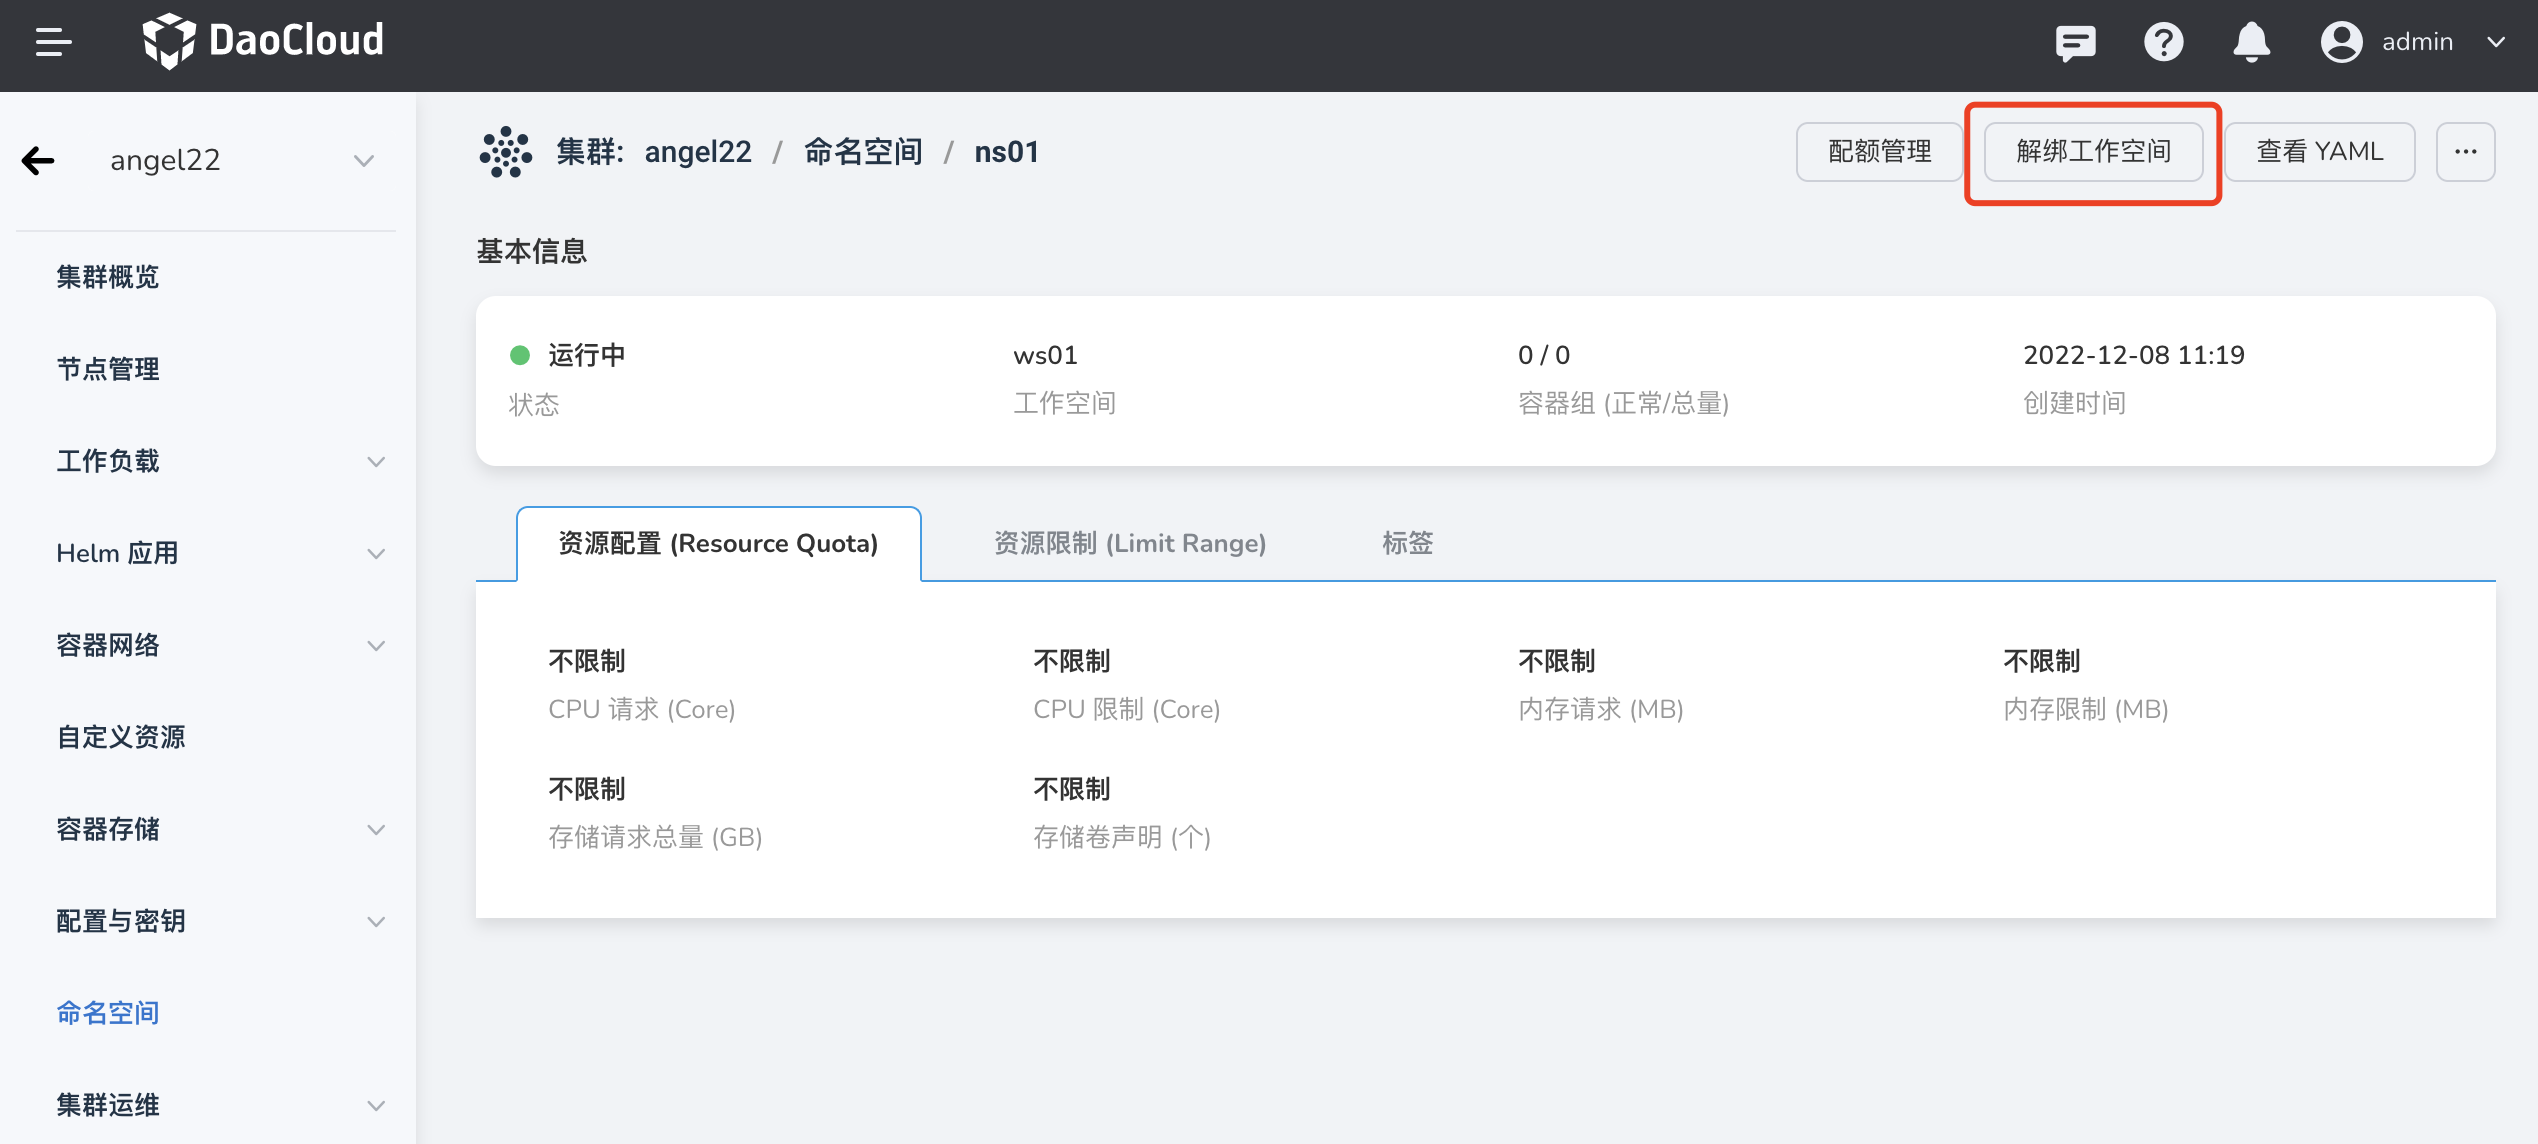 DaoCloud
admin
angel22
集群: angel22 / 命名空间 / ns01
配额管理
解绑工作空间
查看 YAML
集群概览
节点管理
工作负载
Helm 应用
容器网络
自定义资源
容器存储
配置与密钥
命名空间
集群运维
基本信息
运行中
状态
ws01
工作空间
0 / 0
容器组 (正常/总量)
2022-12-08 11:19
创建时间
资源配置 (Resource Quota)
资源限制 (Limit Range)
标签
不限制
CPU 请求 (Core)
不限制
CPU 限制 (Core)
不限制
内存请求 (MB)
不限制
内存限制 (MB)
不限制
存储请求总量 (GB)
不限制
存储卷声明 (个)